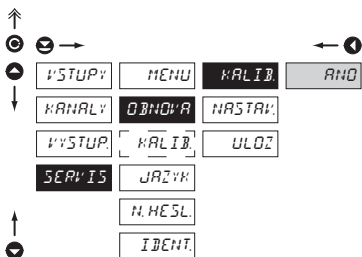 VSTUPY MENU KALIB. ANO
KANALY OBNOVA NASTAV.
VYSTUP. KALIB. ULOZ
SERVIS JAZYK
N. HESL.
IDENT.